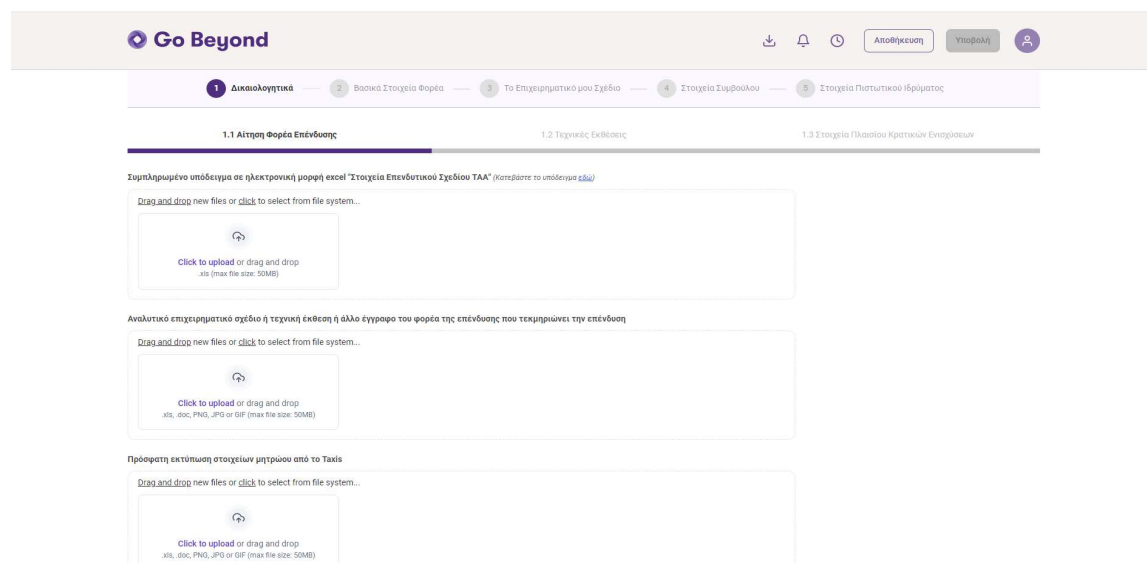 Go Beyond
Αποθήκευση
Υποβολή
1 Δικαιολογητικά
2 Βασικά Στοιχεία Φορέα
3 Το Επιχειρηματικό μου Σχέδιο
4 Στοιχεία Συμβούλου
5 Στοιχεία Πιστωτικού Ιδρύματος
1.1 Αίτηση Φορέα Επένδυσης
1.2 Τεχνικές Εκθέσεις
1.3 Στοιχεία Πλαισίου Κρατικών Ενισχύσεων
Συμπληρωμένο υπόδειγμα σε ηλεκτρονική μορφή excel "Στοιχεία Επενδυτικού Σχεδίου ΤΑΑ" (Κατεβάστε το υπόδειγμα εδώ)
Drag and drop new files or click to select from file system...
Click to upload or drag and drop
.xls (max file size: 50MB)
Αναλυτικό επιχειρηματικό σχέδιο ή τεχνική έκθεση ή άλλο έγγραφο του φορέα της επένδυσης που τεκμηριώνει την επένδυση
Drag and drop new files or click to select from file system...
Click to upload or drag and drop
.xls, .doc, PNG, JPG or GIF (max file size: 50MB)
Πρόσφατη εκτύπωση στοιχείων μητρώου από το Taxis
Drag and drop new files or click to select from file system...
Click to upload or drag and drop
.xls, .doc, PNG, JPG or GIF (max file size: 50MB)